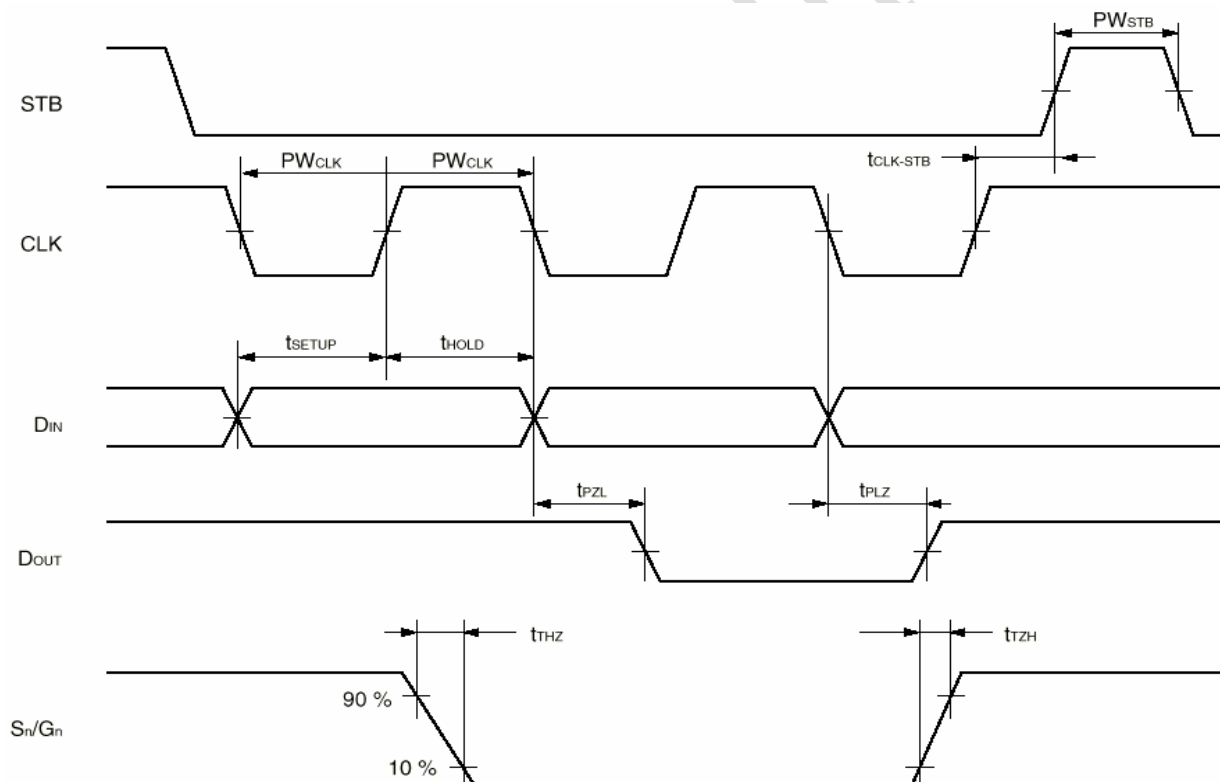 PWSTB
STB
tCLK-STB
PWCLK PWCLK
CLK
tSETUP tHOLD
DIN
tPZL tPLZ
DOUT
tTHZ tTZH
90 %
Sn/Gn
10 %